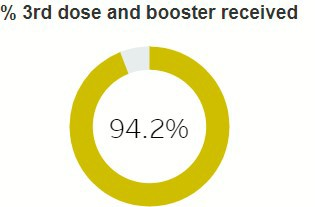 % 3rd dose and booster received
94.2%